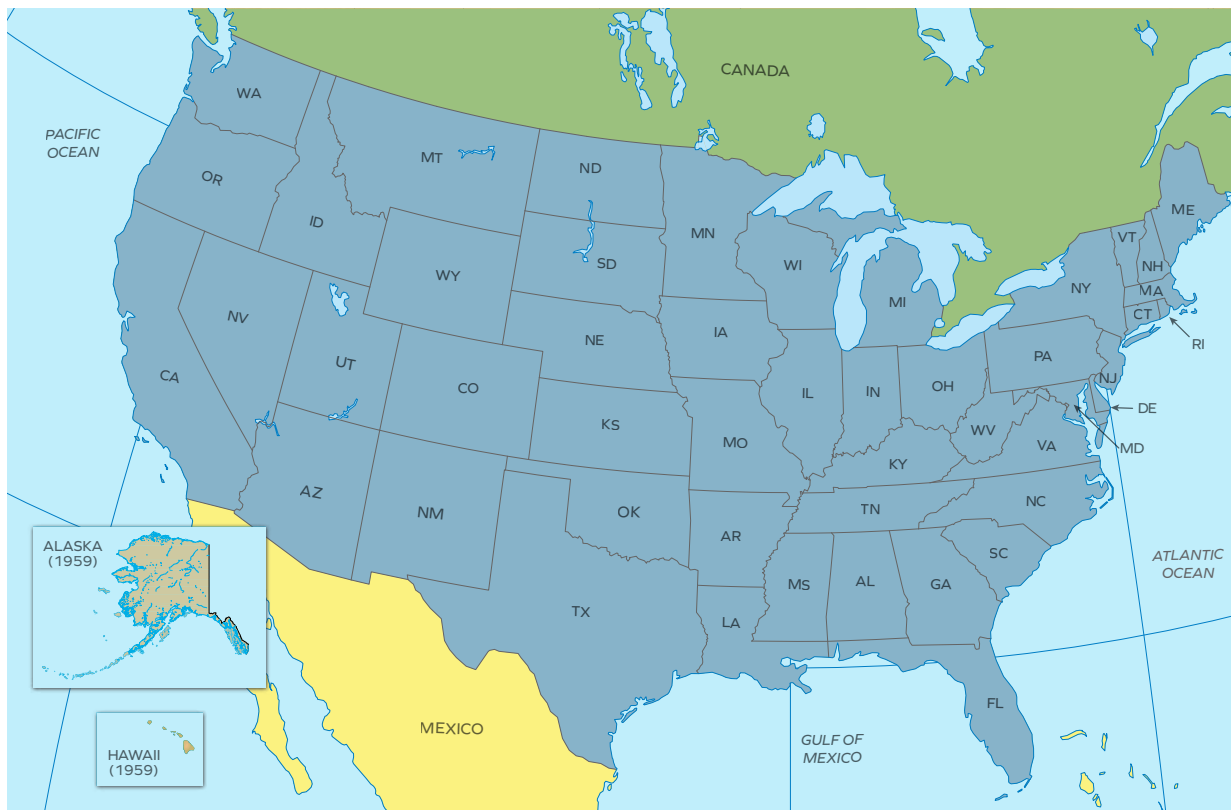 CANADA
WA
PACIFIC
OCEAN
MT
ND
OR
ME
ID
MN
VT
SD
WI
NH
WY
MI
NY
MA
NV
CT
IA
RI
NE
PA
UT
CA
CO
OH
NJ
IL
IN
DE
KS
WV
MO
VA
MD
KY
AZ
NM
OK
TN
NC
AR
ALASKA
(1959)
SC
ATLANTIC
OCEAN
MS
AL
GA
TX
LA
FL
MEXICO
GULF OF
MEXICO
HAWAII
(1959)